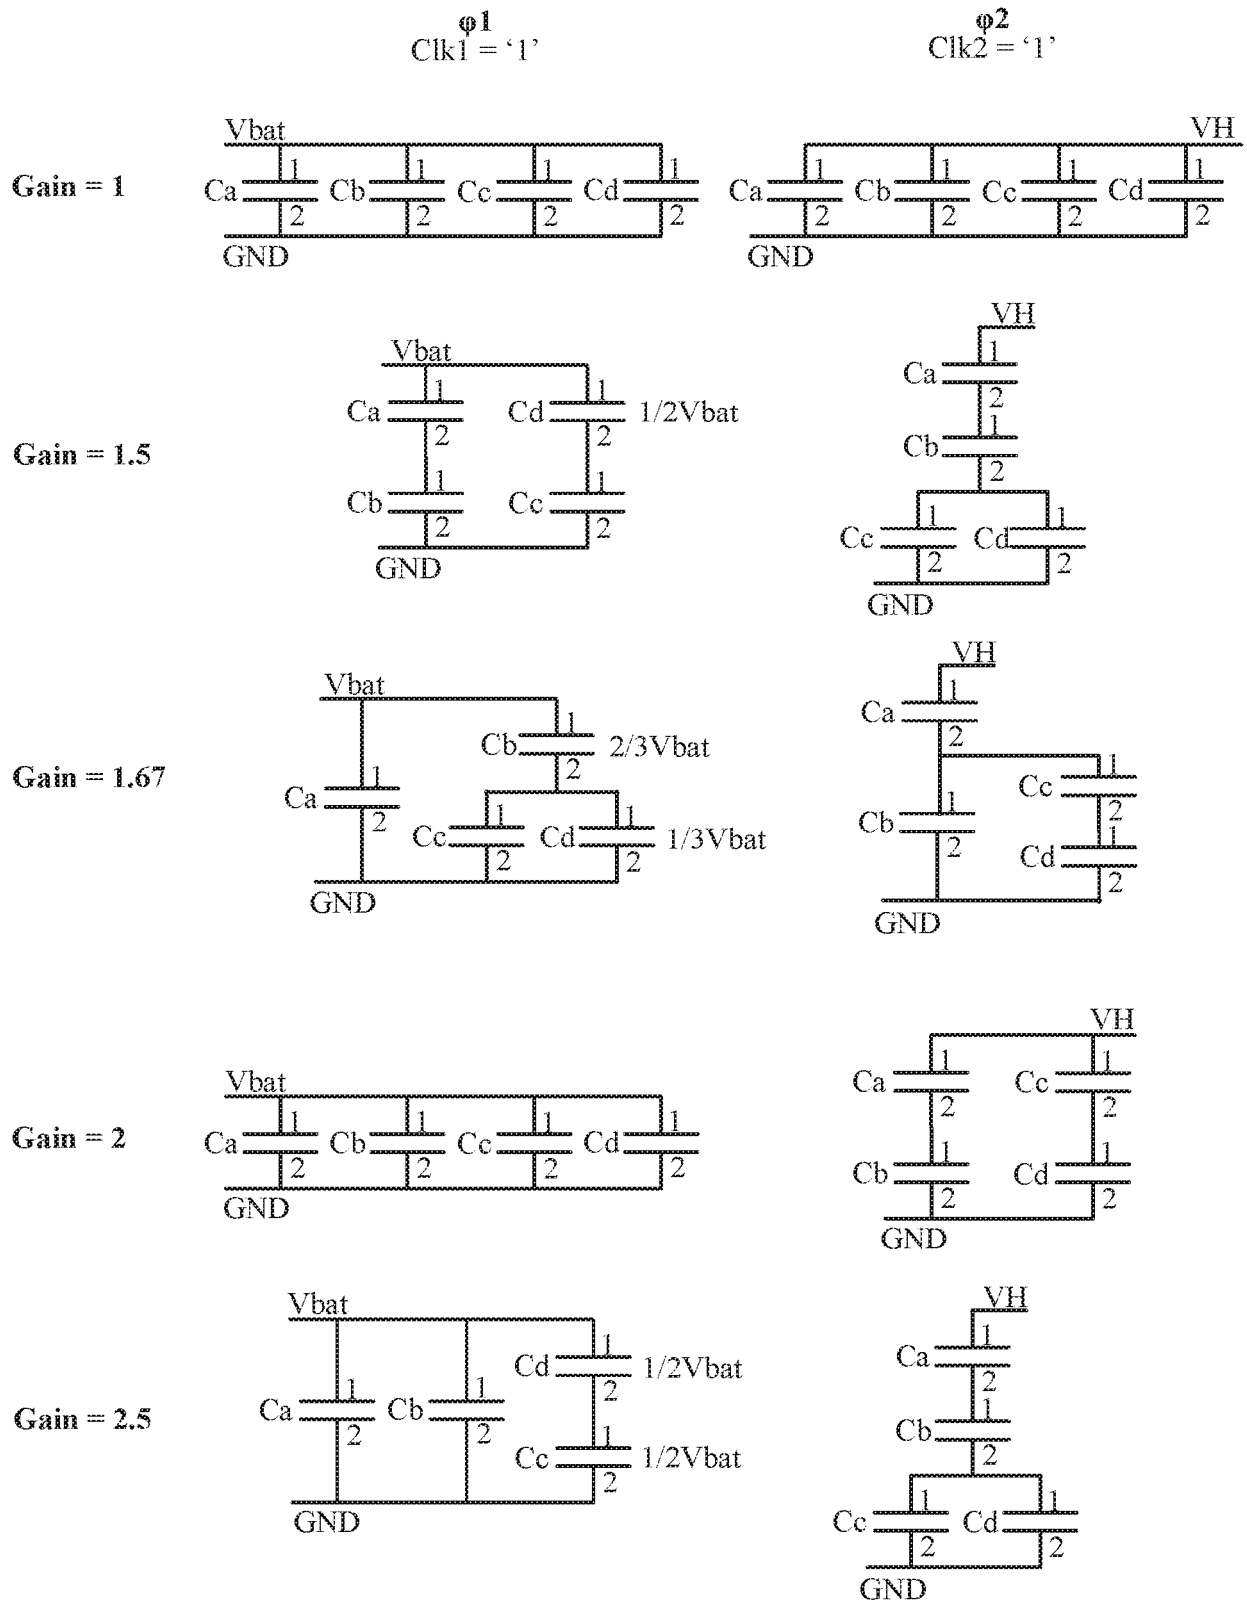 φ1
Clk1 = ‘1’
φ2
Clk2 = ‘1’
Gain = 1
Vbat
Ca 1 2 Cb 1 2 Cc 1 2 Cd 1 2
GND
VH
Ca 1 2 Cb 1 2 Cc 1 2 Cd 1 2
GND
Gain = 1.5
Vbat
Ca 1 2 Cd 1 2 1/2Vbat
Cb 1 2 Cc 1 2
GND
VH
Ca 1 2
Cb 1 2
Cc 1 2 Cd 1 2
GND
Gain = 1.67
Vbat
Cb 1 2 2/3Vbat
Ca 1 2
Cc 1 2 Cd 1 2 1/3Vbat
GND
VH
Ca 1 2
Cc 1 2
Cb 1 2
Cd 1 2
GND
Gain = 2
Vbat
Ca 1 2 Cb 1 2 Cc 1 2 Cd 1 2
GND
VH
Ca 1 2 Cc 1 2
Cb 1 2 Cd 1 2
GND
Gain = 2.5
Vbat
Cd 1 2 1/2Vbat
Ca 1 2 Cb 1 2
Cc 1 2 1/2Vbat
GND
VH
Ca 1 2
Cb 1 2
Cc 1 2 Cd 1 2
GND